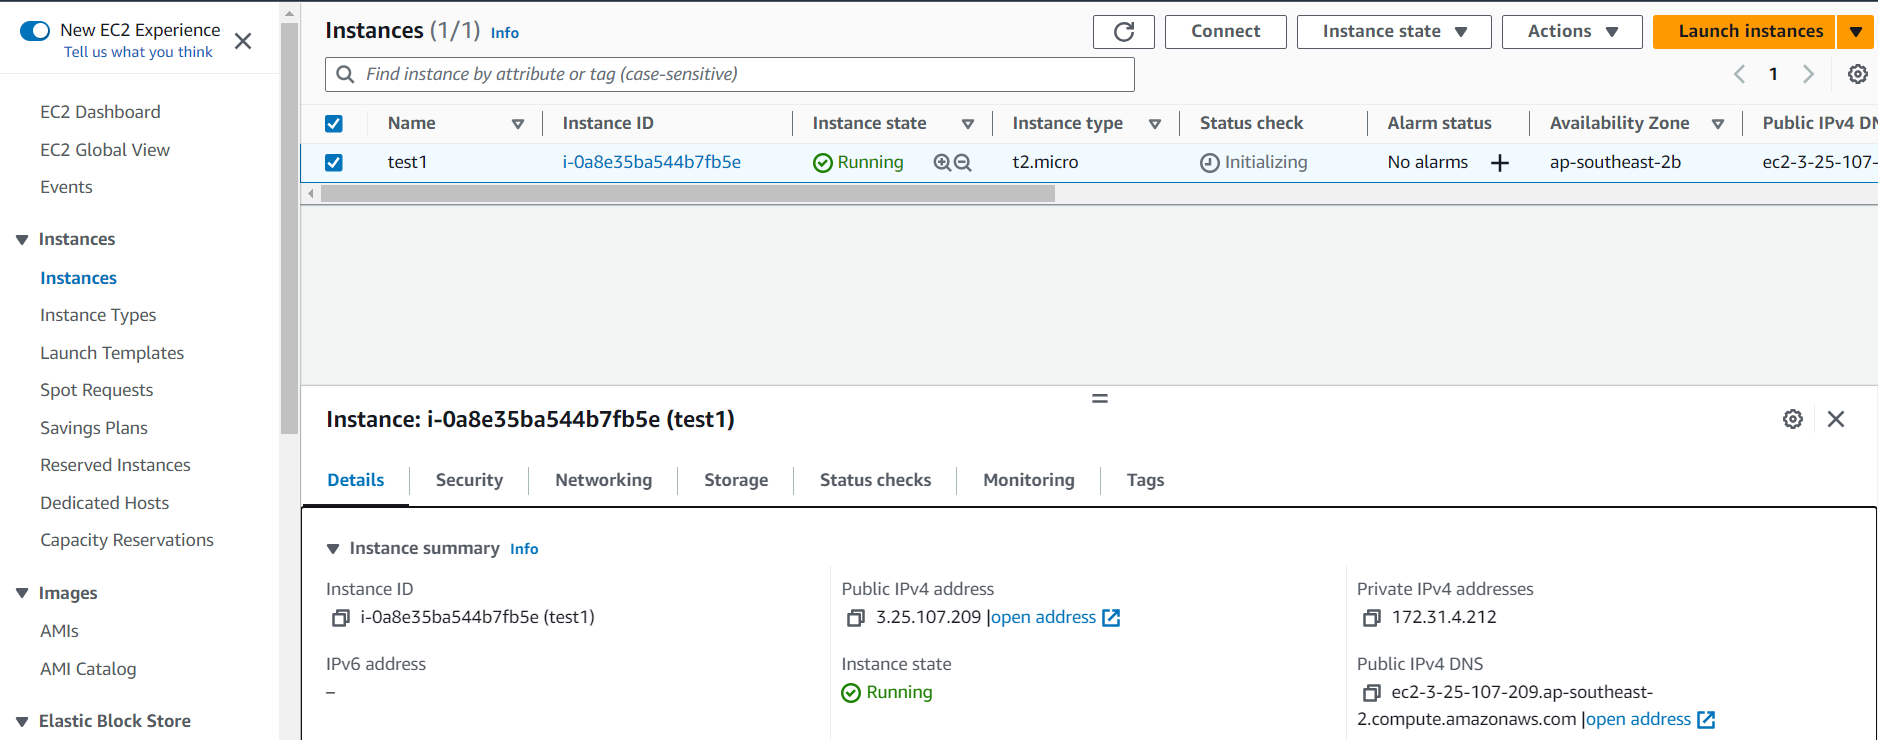 New EC2 Experience
Tell us what you think
EC2 Dashboard
EC2 Global View
Events
Instances
Instances
Instance Types
Launch Templates
Spot Requests
Savings Plans
Reserved Instances
Dedicated Hosts
Capacity Reservations
Images
AMIs
AMI Catalog
Elastic Block Store
Instances (1/1) Info
Connect
Instance state
Actions
Launch instances
Find instance by attribute or tag (case-sensitive)
1
Name Instance ID Instance state Instance type Status check Alarm status Availability Zone Public IPv4 DN
test1 i-0a8e35ba544b7fb5e Running t2.micro Initializing No alarms + ap-southeast-2b ec2-3-25-107-
Instance: i-0a8e35ba544b7fb5e (test1)
Details Security Networking Storage Status checks Monitoring Tags
Instance summary Info
Instance ID
i-0a8e35ba544b7fb5e (test1)
IPv6 address
–
Public IPv4 address
3.25.107.209 |open address
Instance state
Running
Private IPv4 addresses
172.31.4.212
Public IPv4 DNS
ec2-3-25-107-209.ap-southeast-
2.compute.amazonaws.com |open address